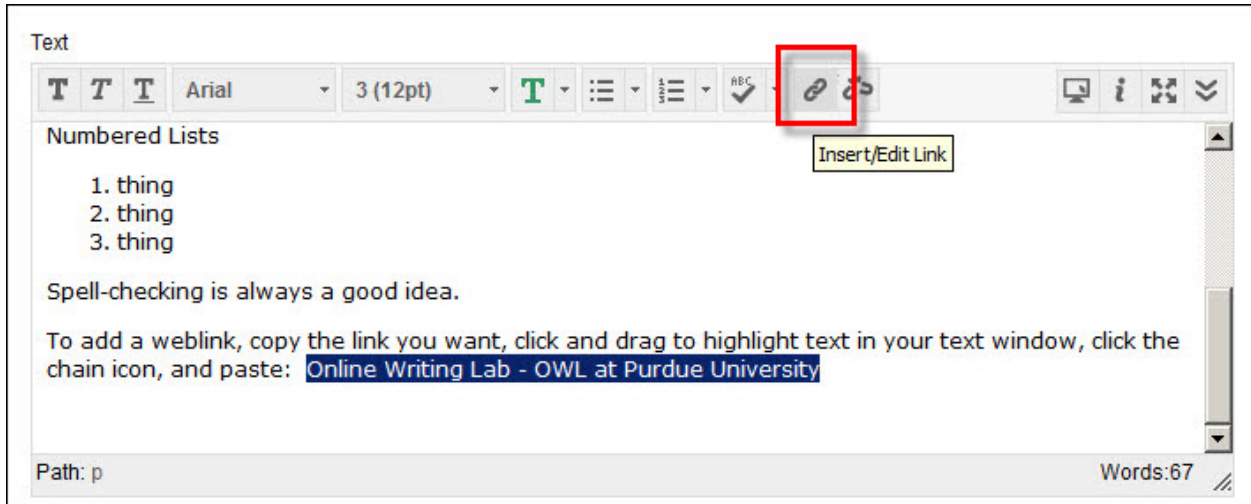 Text
T T T Arial 3 (12pt) T ABC i
Numbered Lists
Insert/Edit Link
1. thing
2. thing
3. thing
Spell-checking is always a good idea.
To add a weblink, copy the link you want, click and drag to highlight text in your text window, click the
chain icon, and paste: Online Writing Lab - OWL at Purdue University
Path: p Words:67